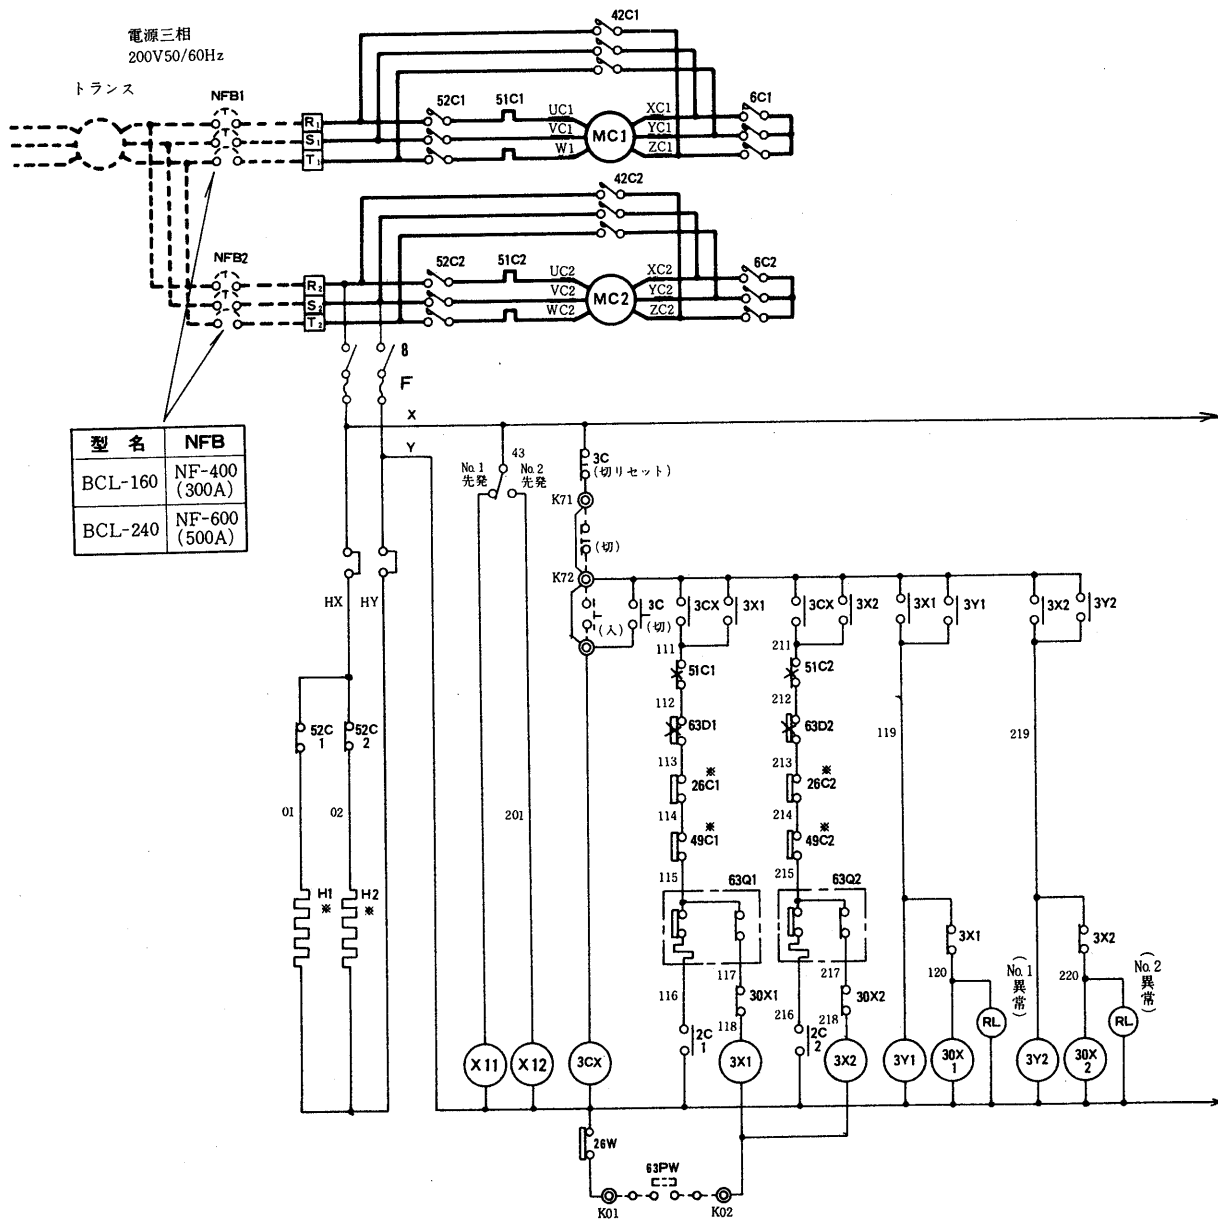 42C1
電源三相
200V50/60Hz
トランス
NFB1
52C1
51C1
UC1
VC1
W1
MC1
XC1
YC1
ZC1
6C1
R1
S1
T1
42C2
NFB2
52C2
51C2
UC2
VC2
WC2
MC2
XC2
YC2
ZC2
6C2
R2
S2
T2
8
F
X
Y
型 名 NFB
BCL-160 NF-400
(300A)
BCL-240 NF-600
(500A)
No.1
先発
43
No.2
先発
3C
(切リセット)
K71
(切)
K72
(入)
3C
(切)
3CX
3X1
3CX
3X2
3X1
3Y1
3X2
3Y2
HX
HY
111
51C1
112
63D1
113
※
26C1
114
※
49C1
115
63Q1
211
51C2
212
63D2
213
※
26C2
214
※
49C2
215
63Q2
119
219
52C
1
52C
2
01
02
201
H1
※
H2
※
116
117
30X1
118
2C
1
216
217
30X2
218
2C
2
3X1
120
RL
(No.1異常)
3X2
220
RL
(No.2異常)
X11
X12
3CX
3X1
3X2
3Y1
30X
1
3Y2
30X
2
26W
63PW
K01
K02